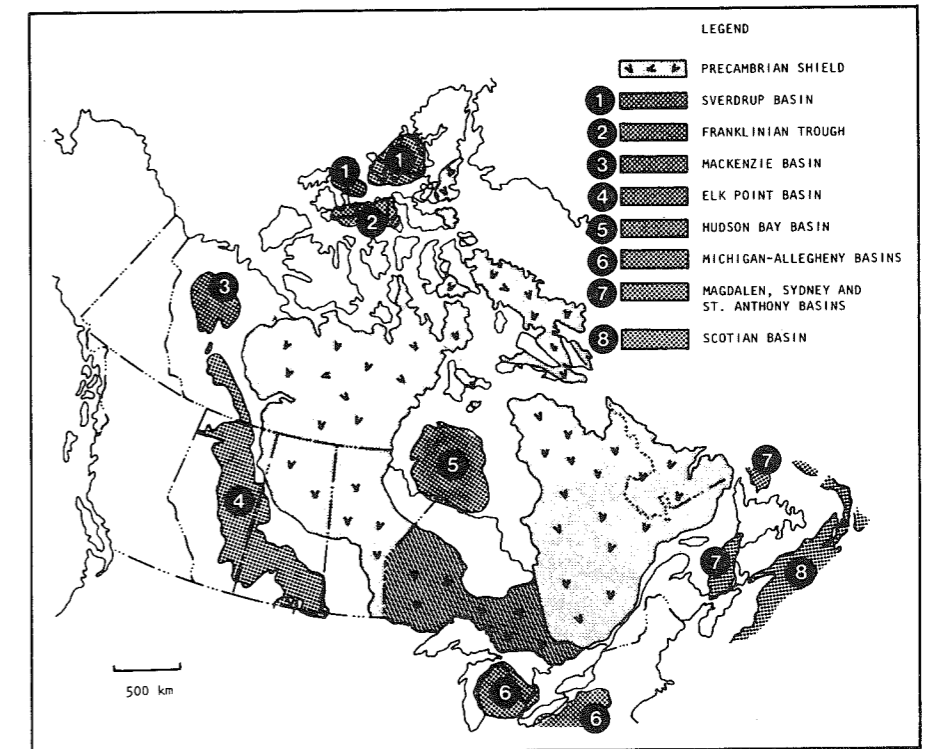 LEGEND
PRECAMBRIAN SHIELD
1 SVERDRUP BASIN
2 FRANKLINIAN TROUGH
3 MACKENZIE BASIN
4 ELK POINT BASIN
5 HUDSON BAY BASIN
6 MICHIGAN-ALLEGHENY BASINS
7 MAGDALEN, SYDNEY AND
ST. ANTHONY BASINS
8 SCOTIAN BASIN
1
1
2
3
4
5
7
7
8
6
6
500 km